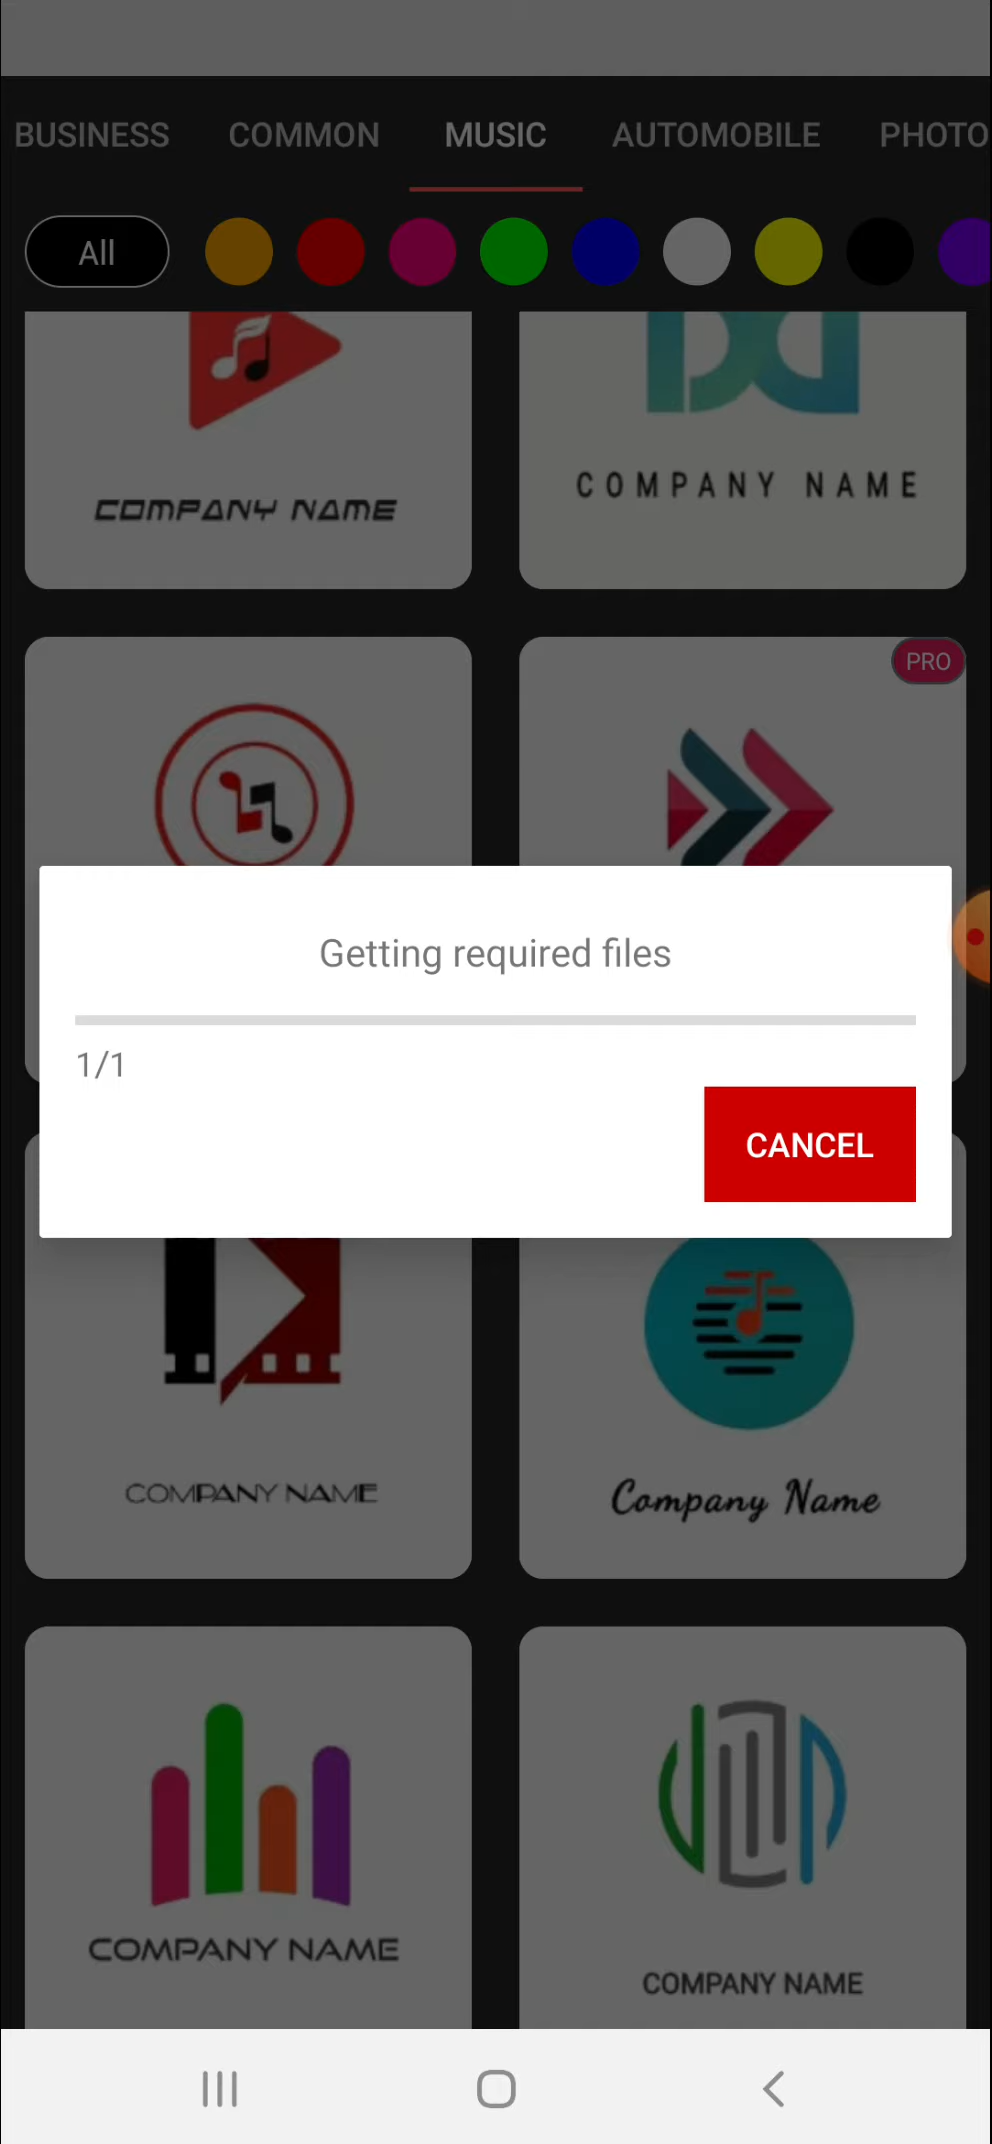 BUSINESS COMMON MUSIC AUTOMOBILE PHOTO
All
COMPANY NAME
COMPANY NAME
PRO
Getting required files
1/1
CANCEL
COMPANY NAME
Company Name
COMPANY NAME
COMPANY NAME